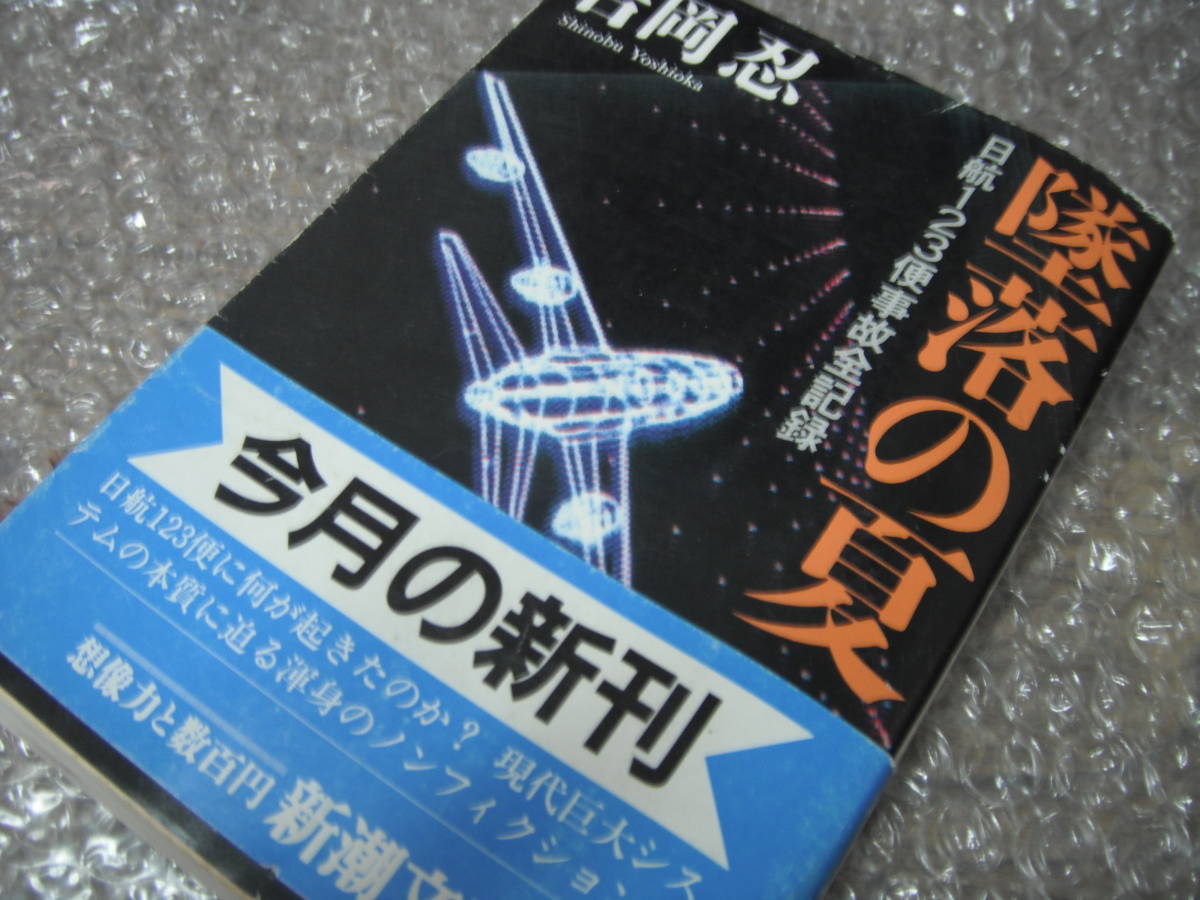 吉岡 忍
Shinobu Yoshioka
墜落の夏
日航123便事故全記録
今月の新刊
日航123便に何が起きたのか？ 現代巨大シス
テムの本質に迫る渾身のノンフィクション、
想像力と数百円
新潮文